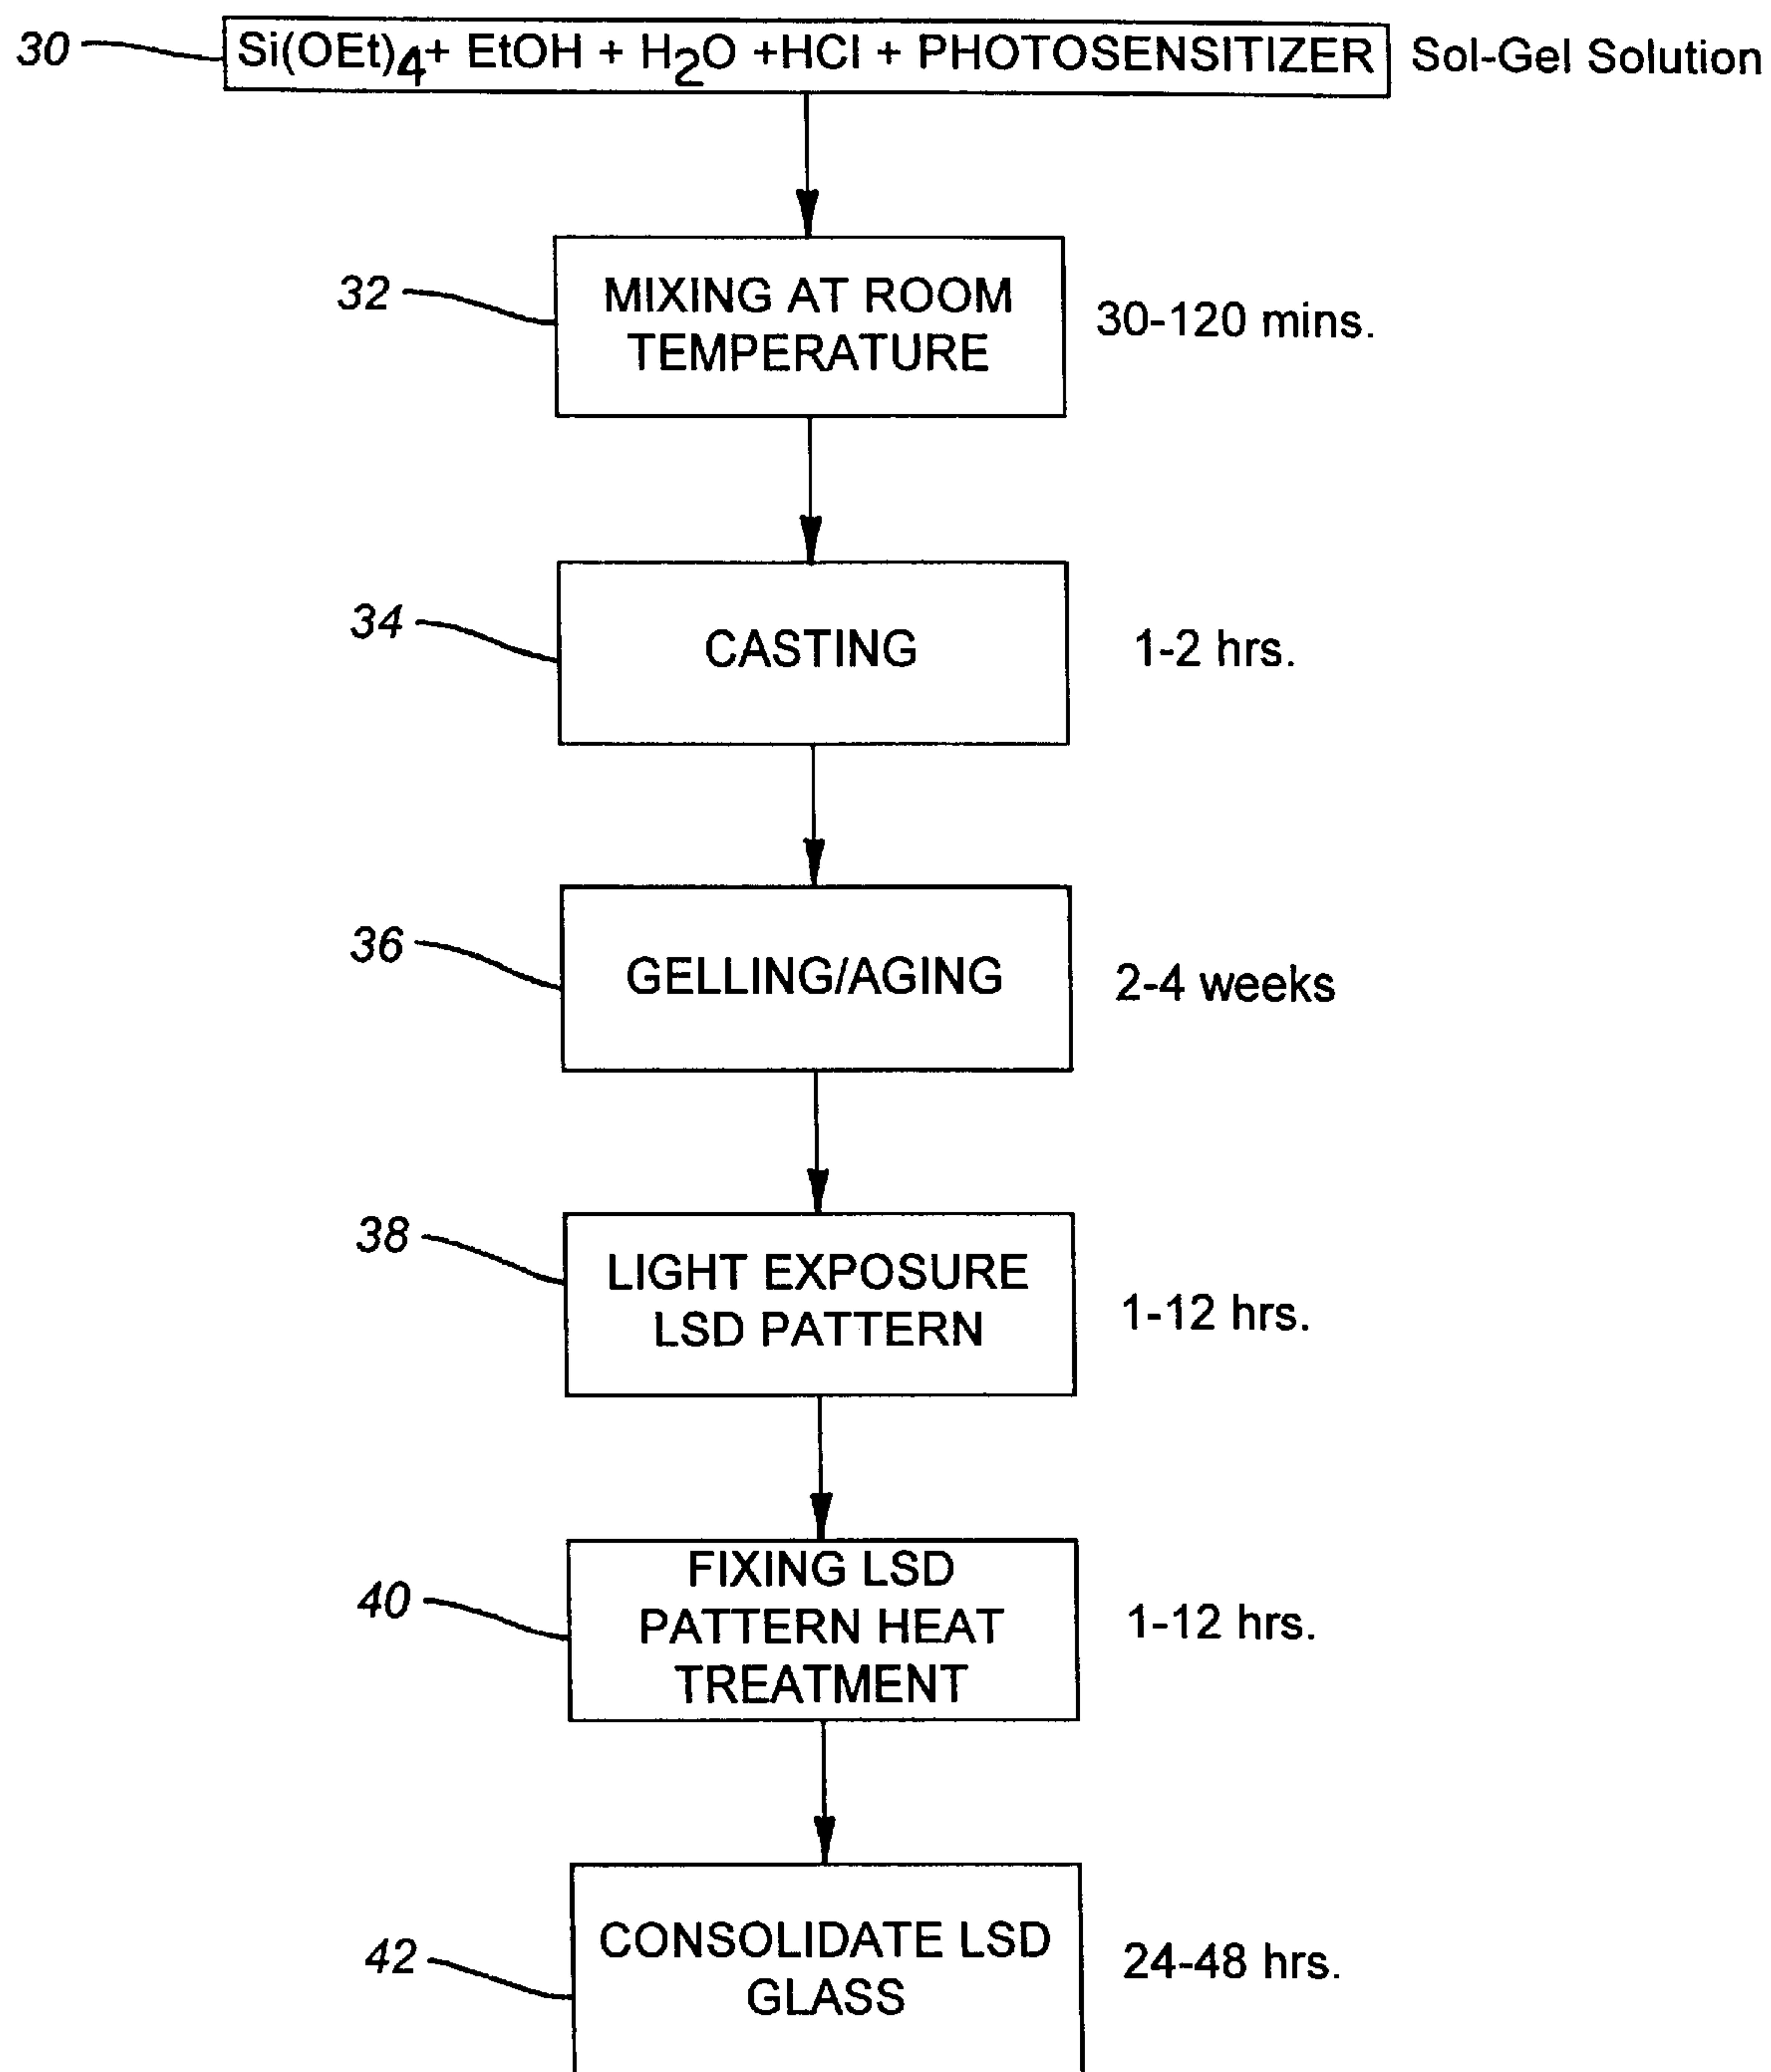 30
Si(OEt)4+ EtOH + H2O +HCl + PHOTOSENSITIZER
Sol-Gel Solution
32
MIXING AT ROOM
TEMPERATURE
30-120 mins.
34
CASTING
1-2 hrs.
36
GELLING/AGING
2-4 weeks
38
LIGHT EXPOSURE
LSD PATTERN
1-12 hrs.
40
FIXING LSD
PATTERN HEAT
TREATMENT
1-12 hrs.
42
CONSOLIDATE LSD
GLASS
24-48 hrs.